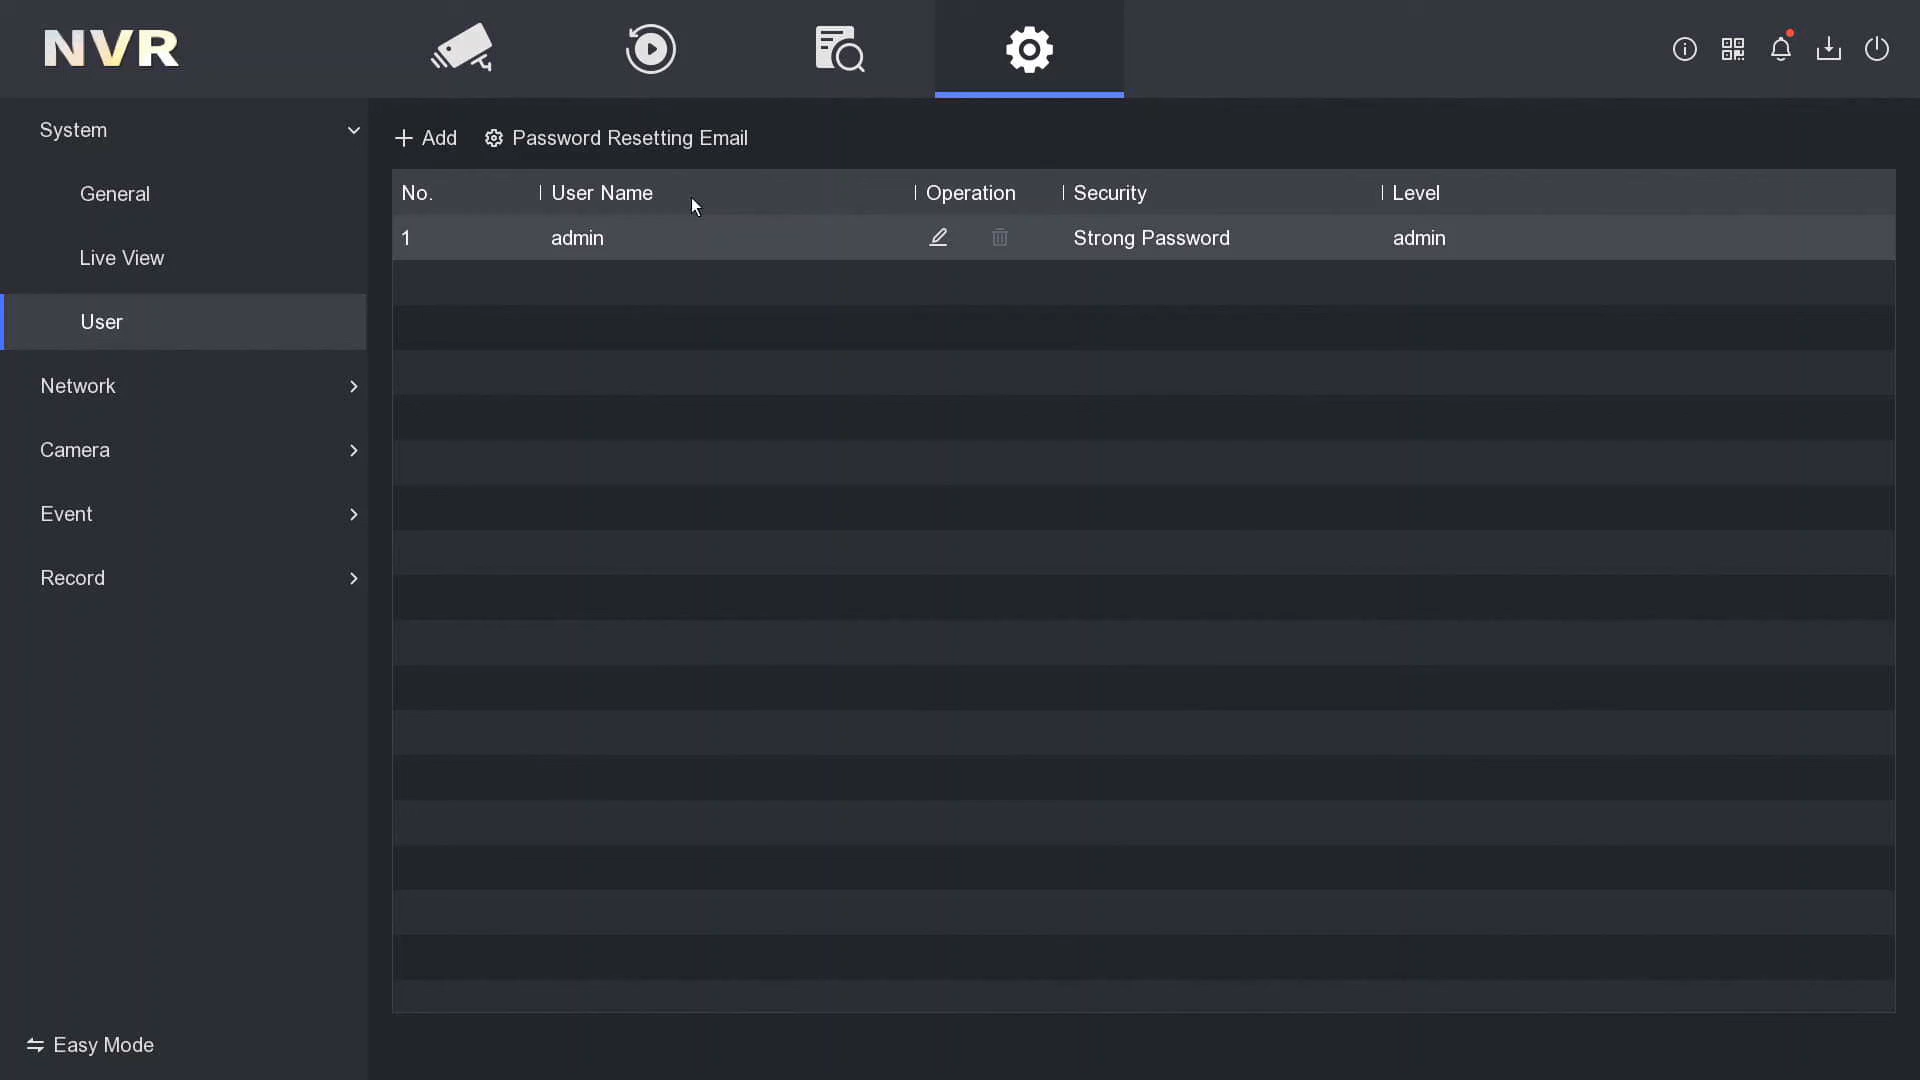 NVR
System
General
Live View
User
Network
Camera
Event
Record
Easy Mode
Add
Password Resetting Email
No. User Name Operation Security Level
1 admin Strong Password admin